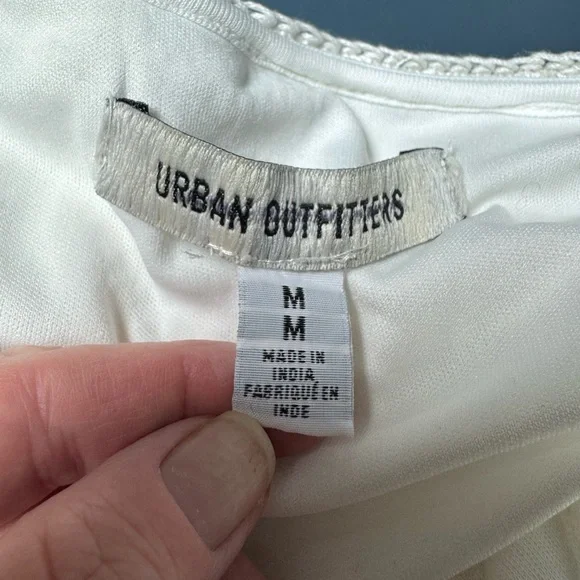 URBAN OUTFITTERS
M
M
MADE IN
INDIA
FABRIQUÉ EN
INDE